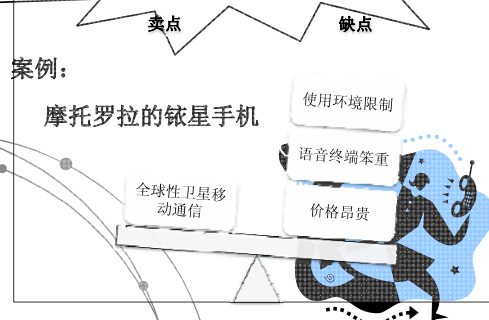 卖点
缺点
案例：
摩托罗拉的铱星手机
使用环境限制
语音终端笨重
全球性卫星移
动通信
价格昂贵